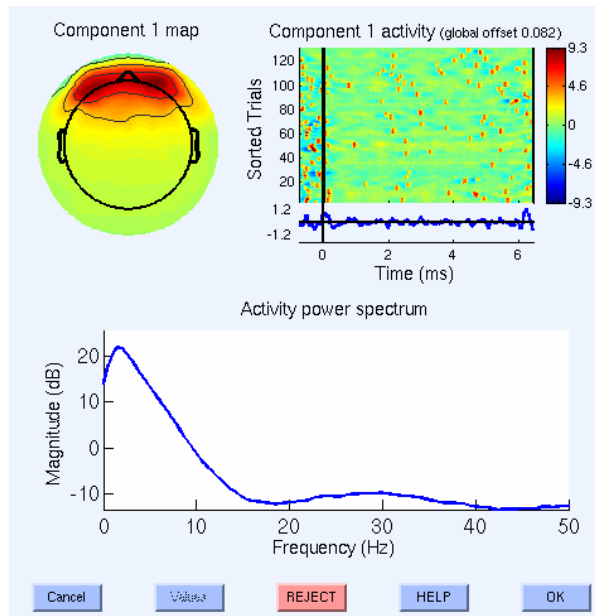 Component 1 map
Component 1 activity (global offset 0.082)
Sorted Trials
120
100
80
60
40
20
9.3
4.6
0
-4.6
-9.3
1.2
-1.2
0 2 4 6
Time (ms)
Activity power spectrum
Magnitude (dB)
20
10
0
-10
0 10 20 30 40 50
Frequency (Hz)
Cancel Values REJECT HELP OK